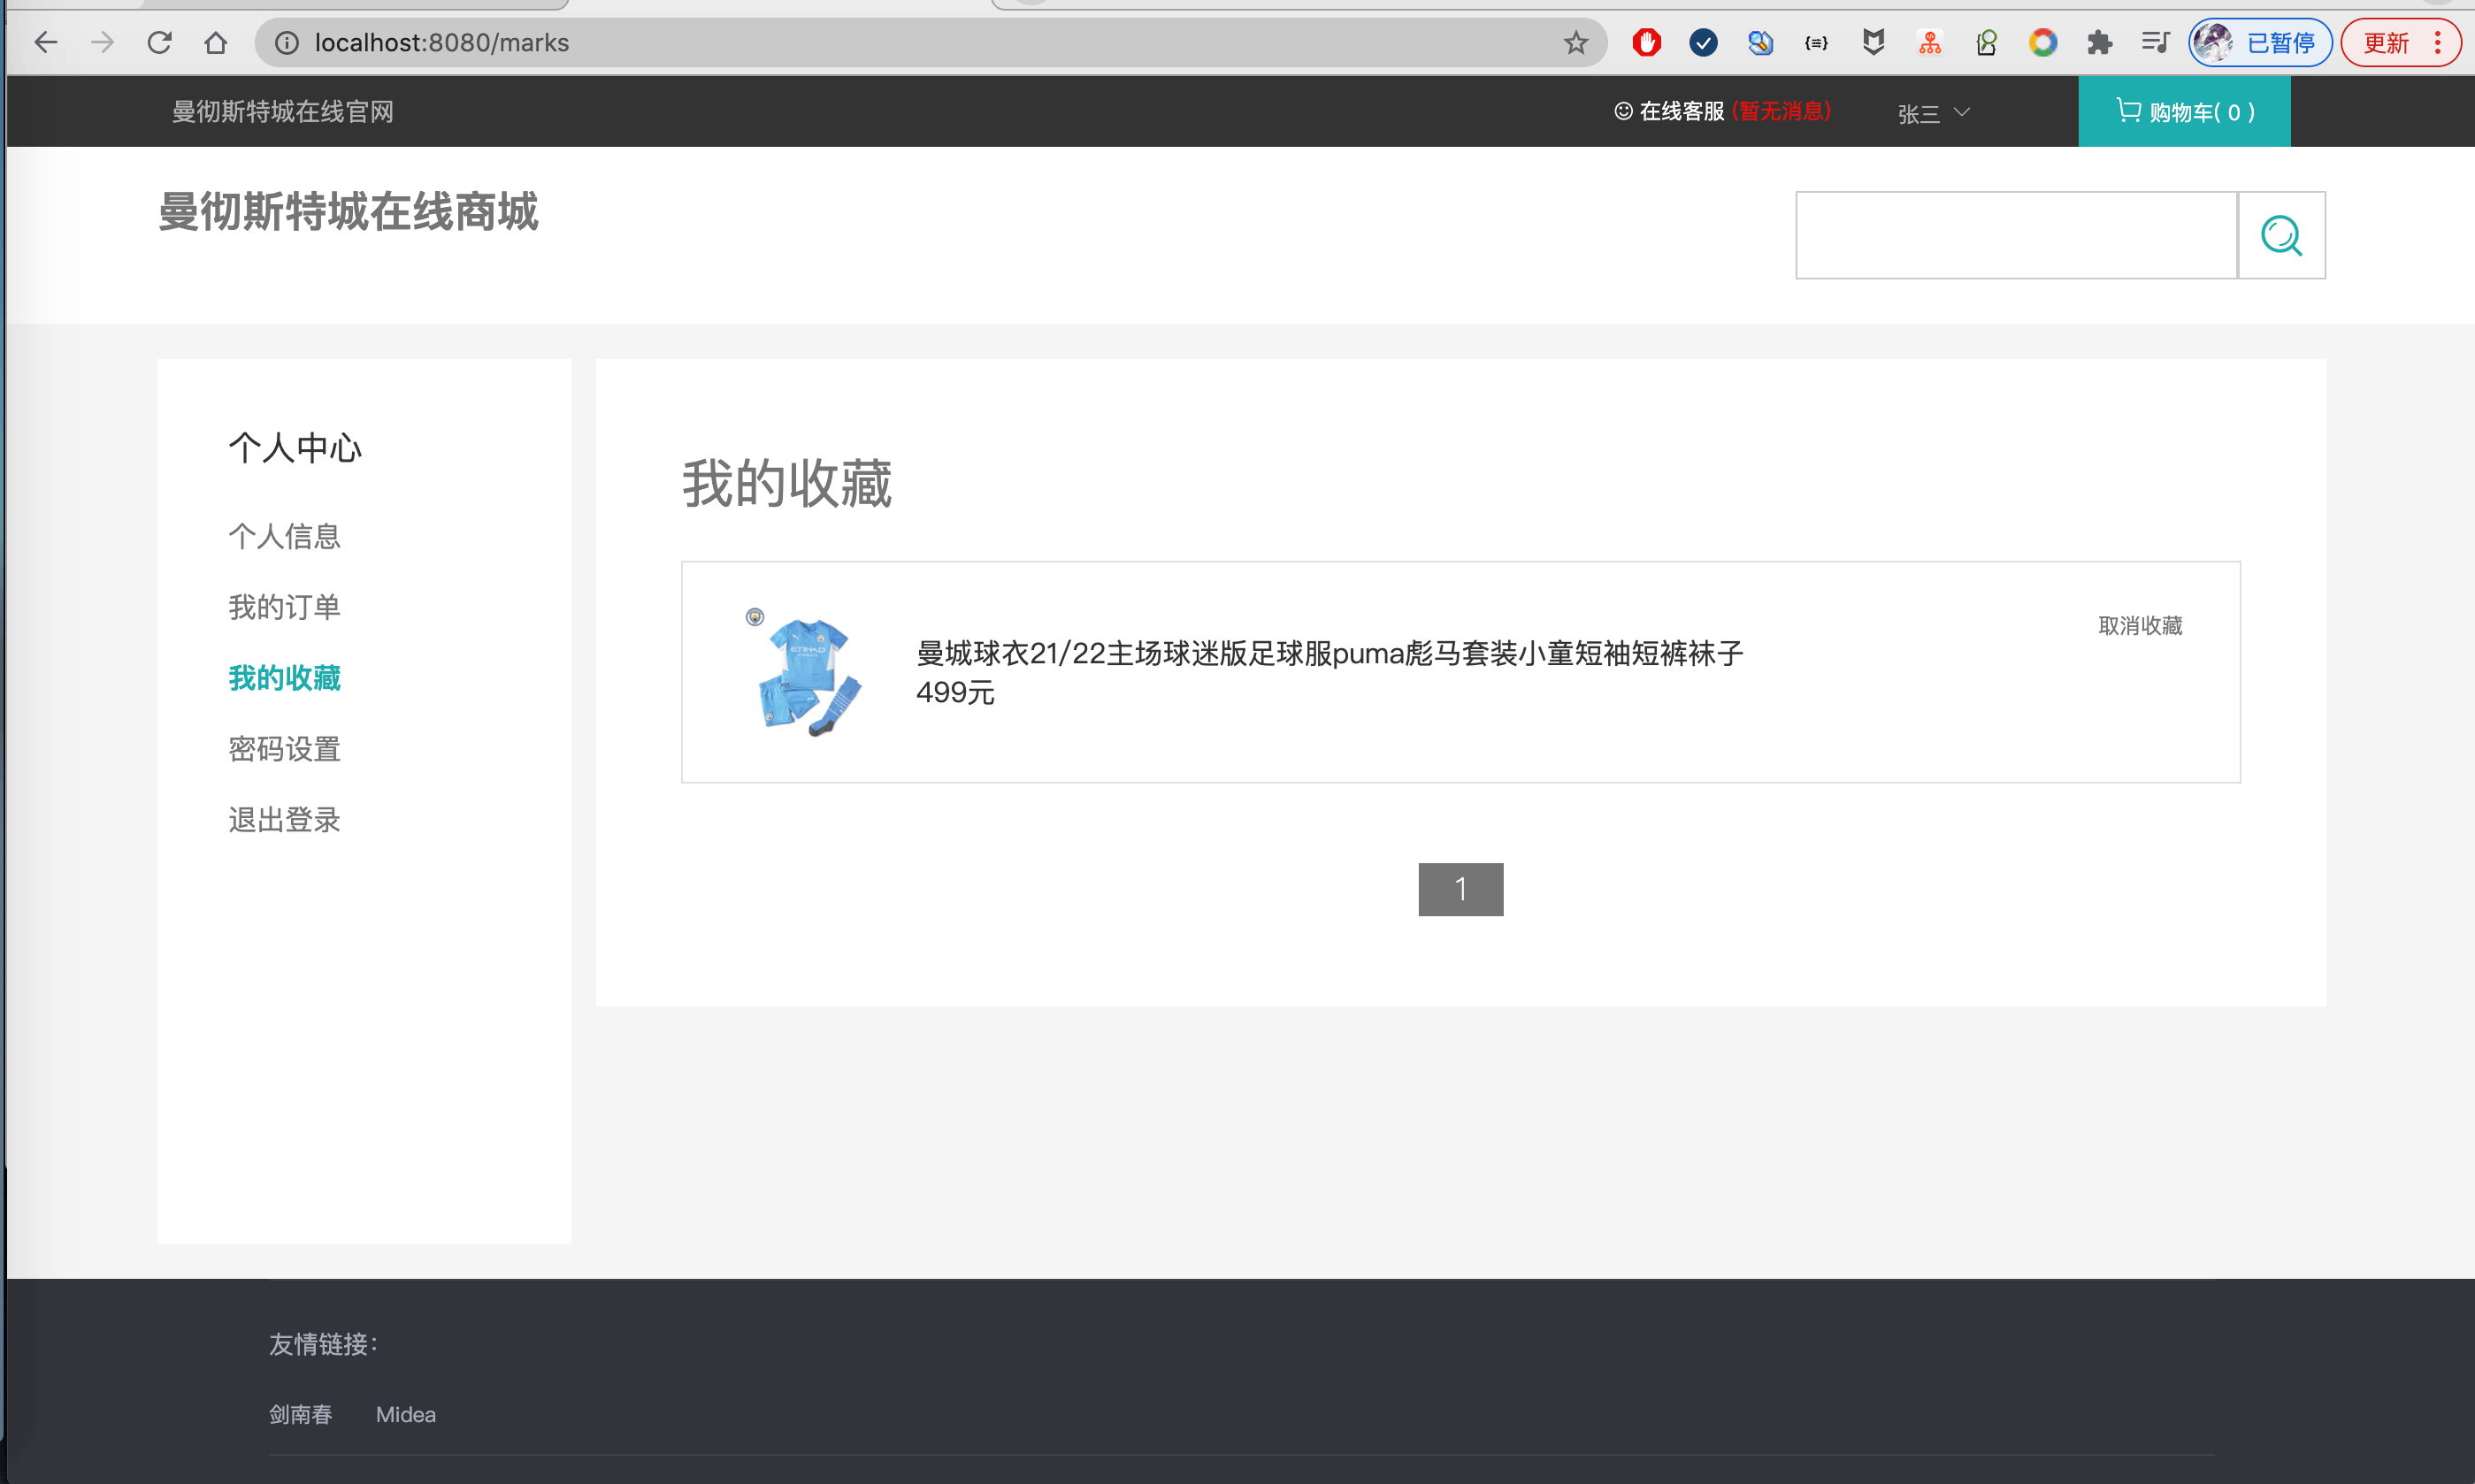 localhost:8080/marks
已暂停
更新
曼彻斯特城在线官网
在线客服 (暂无消息)
张三
购物车( 0 )
曼彻斯特城在线商城
个人中心
个人信息
我的订单
我的收藏
密码设置
退出登录
我的收藏
ETIHAD
曼城球衣21/22主场球迷版足球服puma彪马套装小童短袖短裤袜子
499元
取消收藏
1
友情链接：
剑南春
Midea